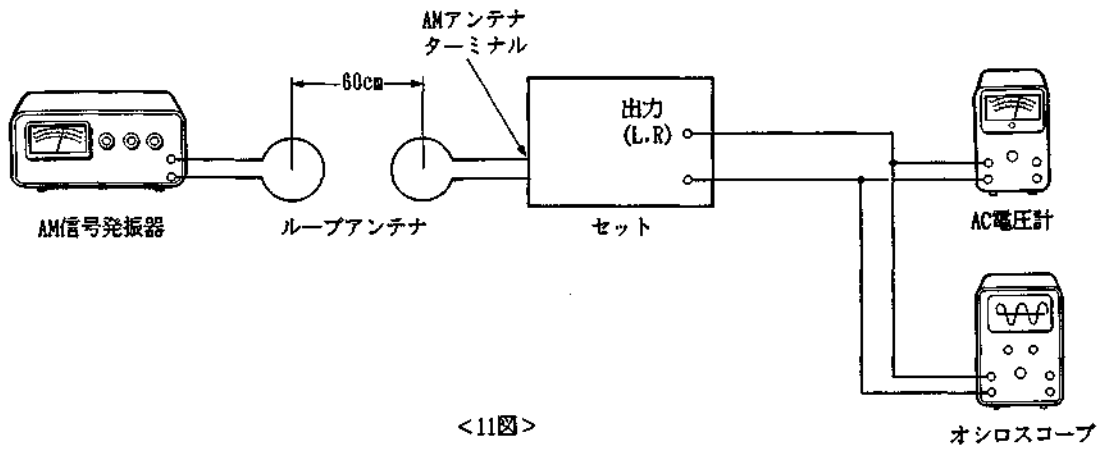 AMアンテナ
ターミナル
60cm
出力
(L.R)
AM信号発振器
ループアンテナ
セット
AC電圧計
オシロスコープ
<11図>